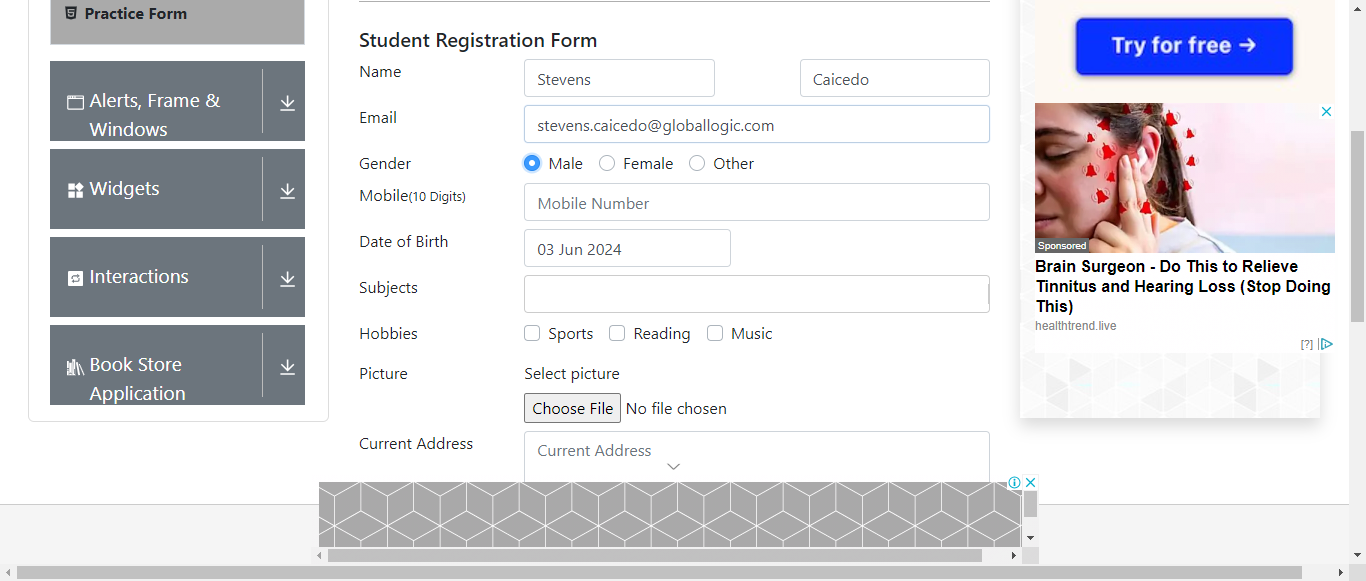 Practice Form
Alerts, Frame &
Windows
Widgets
Interactions
Book Store
Application
Student Registration Form
Name Stevens Caicedo
Email stevens.caicedo@globallogic.com
Gender Male Female Other
Mobile(10 Digits) Mobile Number
Date of Birth 03 Jun 2024
Subjects
Hobbies Sports Reading Music
Picture Select picture
Choose File No file chosen
Current Address Current Address
Try for free →
Sponsored
Brain Surgeon - Do This to Relieve
Tinnitus and Hearing Loss (Stop Doing
This)
healthtrend.live
[?]